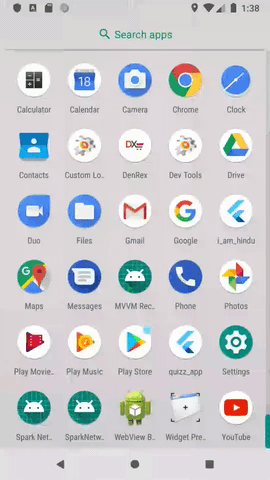 1:38
Search apps
Calculator Calendar Camera Chrome Clock
18
Contacts Custom Lo... DenRex Dev Tools Drive
Duo Files Gmail Google i_am_hindu
Maps Messages MVVM Rec... Phone Photos
Play Movie... Play Music Play Store quizz_app Settings
Spark Net... SparkNetw... WebView B... Widget Pre... YouTube